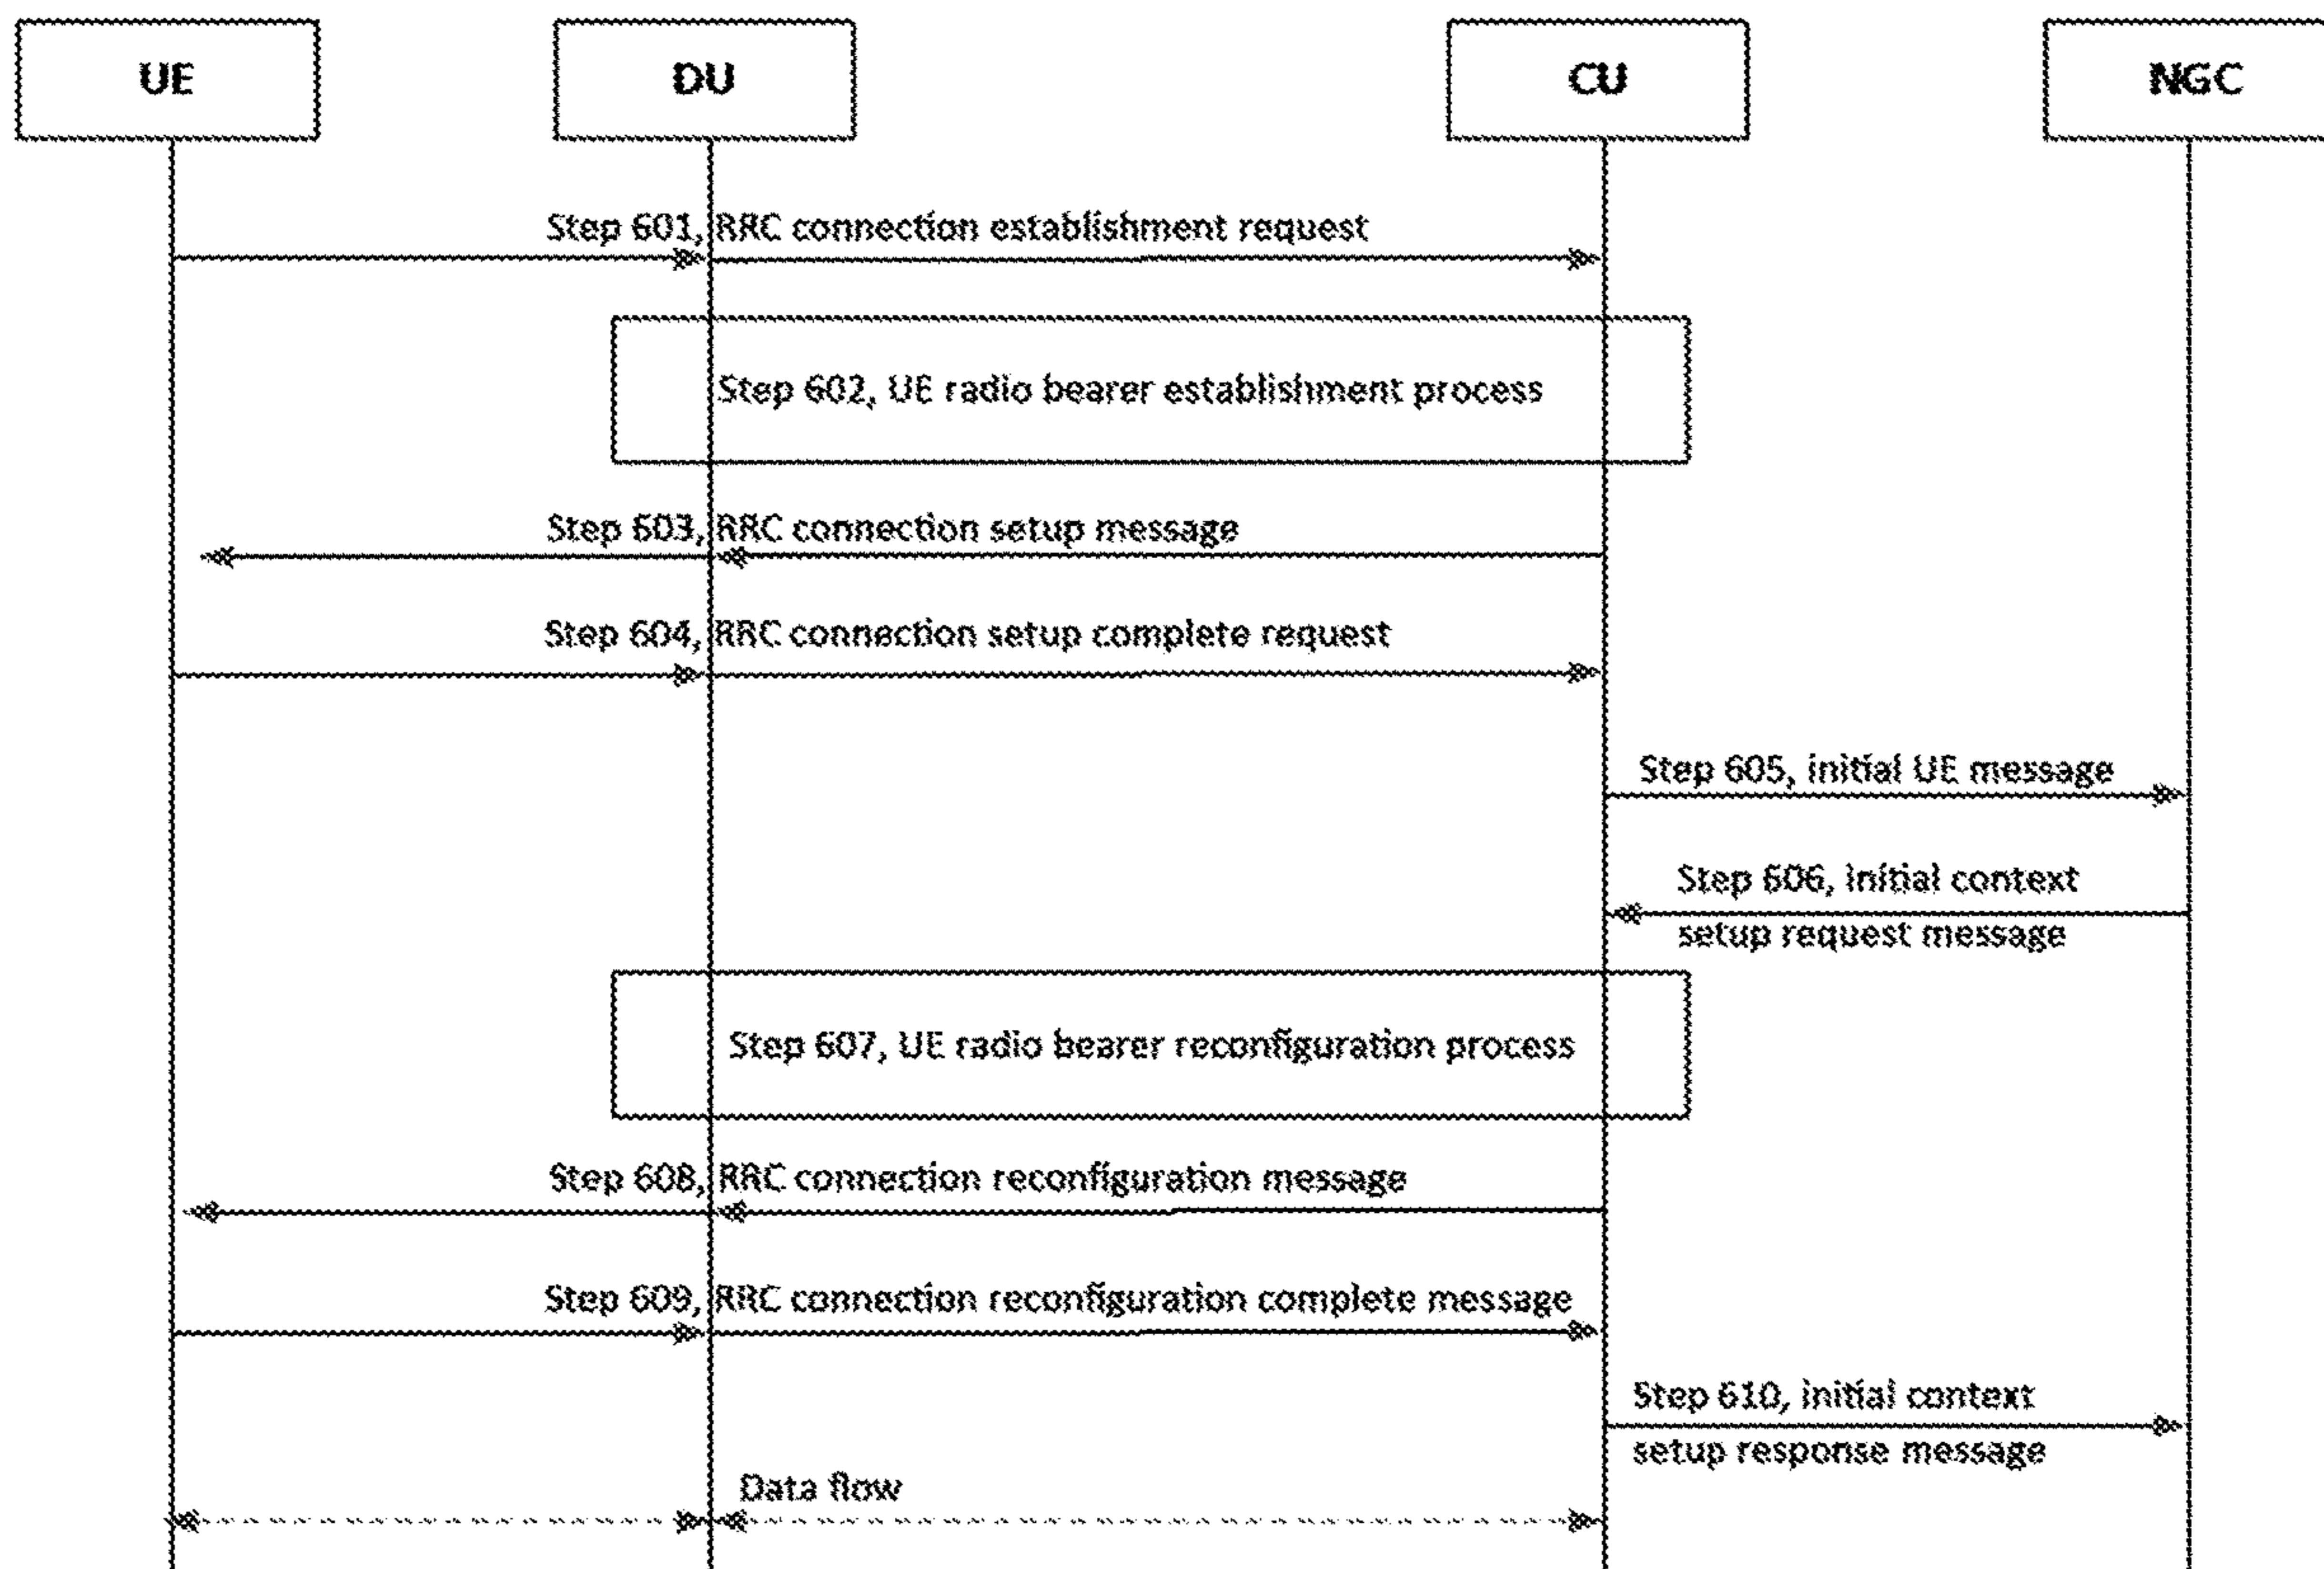 UE
DU
CU
NGC
Step 601, RRC connection establishment request
Step 602, UE radio bearer establishment process
Step 603, RRC connection setup message
Step 604, RRC connection setup complete request
Step 605, initial UE message
Step 606, initial context
setup request message
Step 607, UE radio bearer reconfiguration process
Step 608, RRC connection reconfiguration message
Step 609, RRC connection reconfiguration complete message
Step 610, initial context
setup response message
Data flow